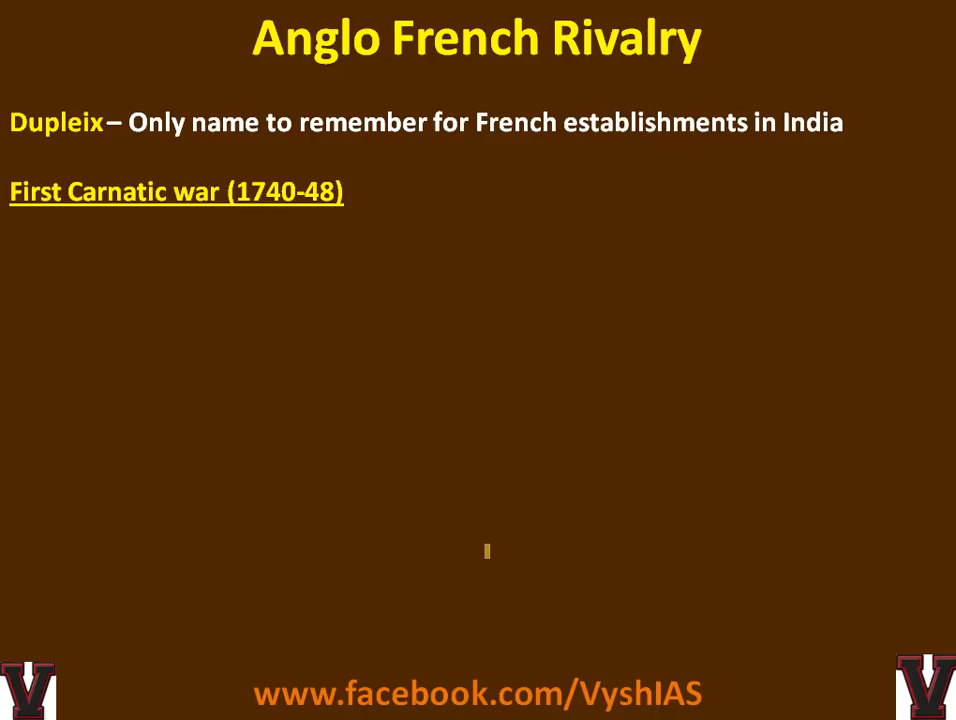 Anglo French Rivalry
Dupleix – Only name to remember for French establishments in India
First Carnatic war (1740-48)
V
www.facebook.com/VyshIAS
V